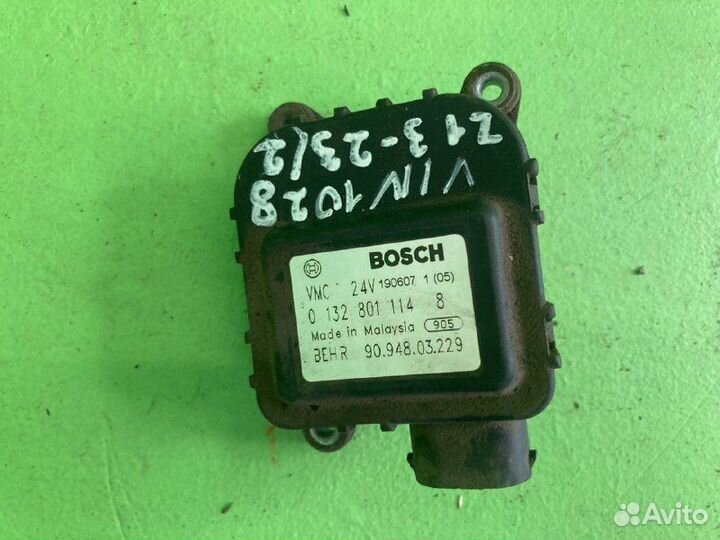 Z13-23/2
VIN1028
BOSCH
VMC 24V 190607 1 (05)
0 132 801 114 8
Made in Malaysia 905
BEHR 90.948.03.229
Avito